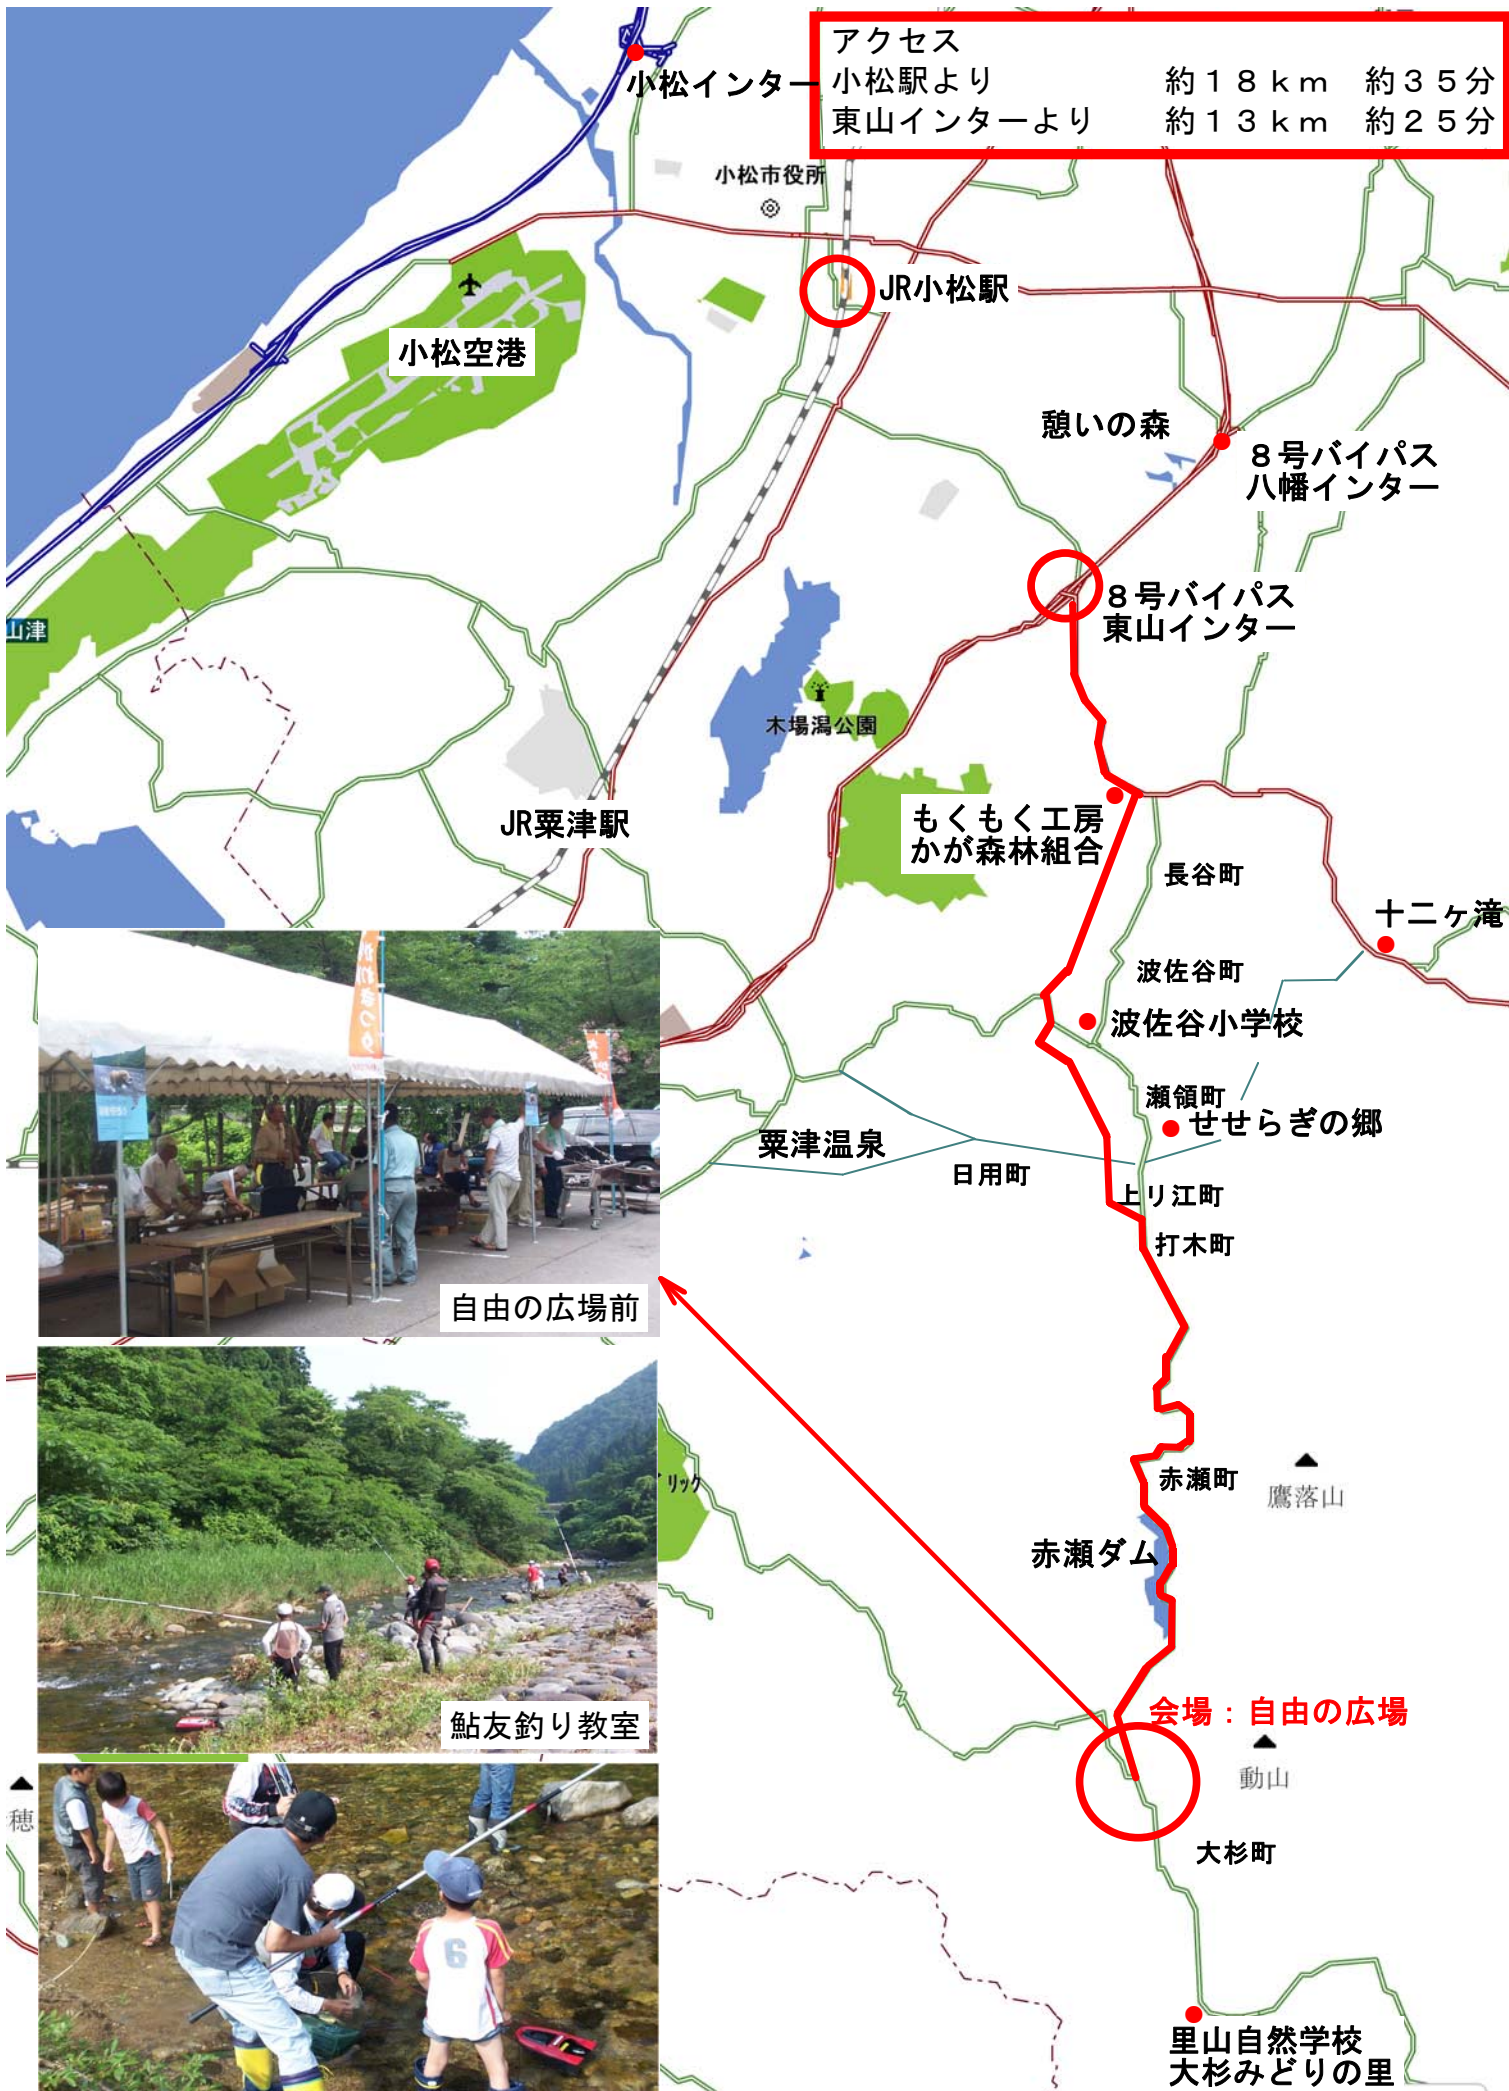 アクセス
小松駅より 約１８ｋｍ 約３５分
東山インターより 約１３ｋｍ 約２５分
小松インター
小松市役所
JR小松駅
小松空港
憩いの森
８号バイパス
八幡インター
８号バイパス
東山インター
山津
木場潟公園
JR粟津駅
もくもく工房
かが森林組合
長谷町
十二ヶ滝
波佐谷町
波佐谷小学校
瀬領町
せせらぎの郷
粟津温泉
日用町
上リ江町
打木町
自由の広場前
赤瀬町
鷹落山
リック
赤瀬ダム
鮎友釣り教室
会場：自由の広場
動山
穂
大杉町
6
里山自然学校
大杉みどりの里